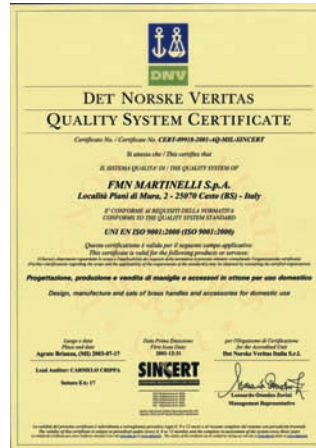 DNV
DET NORSKE VERITAS
QUALITY SYSTEM CERTIFICATE
Certificato No. / Certificate No. CERT-09918-2001-AQ-MIL-SINCERT
Si attesta che / This certifies that
IL SISTEMA QUALITA' DI / THE QUALITY SYSTEM OF
FMN MARTINELLI S.p.A.
Località Piani di Mura, 2 - 25070 Casto (BS) - Italy
E' CONFORME AI REQUISITI DELLA NORMATIVA
CONFORMS TO THE QUALITY SYSTEM STANDARD
UNI EN ISO 9001:2000 (ISO 9001:2000)
Questa certificazione è valida per il seguente campo applicativo:
This certificate is valid for the following products or services:
Progettazione, produzione e vendita di maniglie e accessori in ottone per uso domestico
Design, manufacture and sale of brass handles and accessories for domestic use
Luogo e data
Place and date
Agrate Brianza, (MI) 2003-07-17
Data Prima Emissione
First Issue Date
2001-12-21
per l'Organismo di Certificazione
for the Accredited Unit
Det Norske Veritas Italia S.r.l.
Lead Auditor: CARMELO CRIPPA
Settore EA: 17
SINCERT
Leonardo Omodeo Zorini
Management Representative